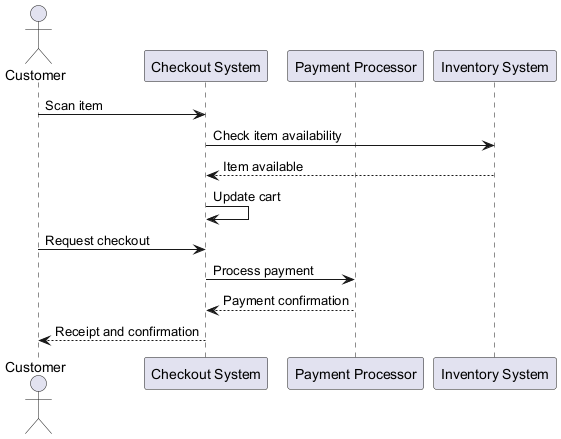 Customer
Checkout System
Payment Processor
Inventory System
Scan item
Check item availability
Item available
Update cart
Request checkout
Process payment
Payment confirmation
Receipt and confirmation
Customer
Checkout System
Payment Processor
Inventory System